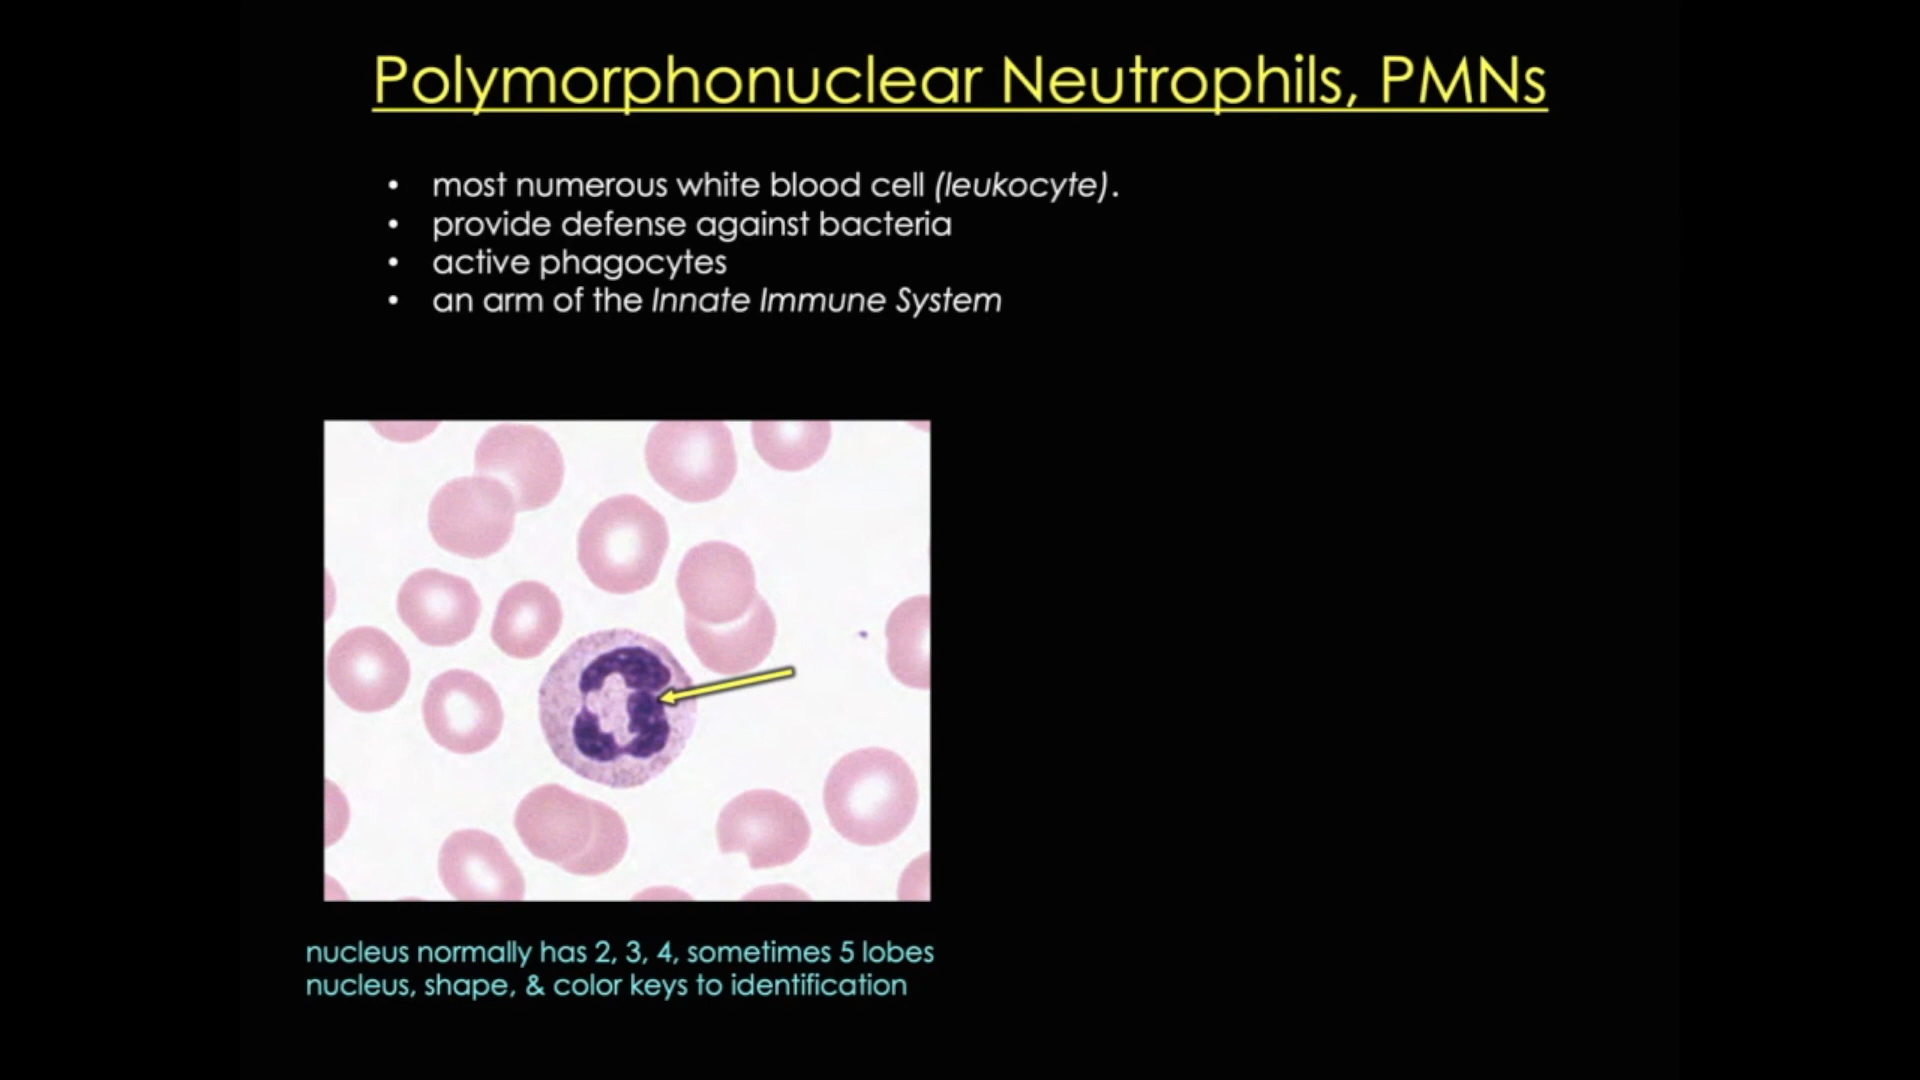 Polymorphonuclear Neutrophils, PMNs
• most numerous white blood cell (leukocyte).
• provide defense against bacteria
• active phagocytes
• an arm of the Innate Immune System
nucleus normally has 2, 3, 4, sometimes 5 lobes
nucleus, shape, & color keys to identification